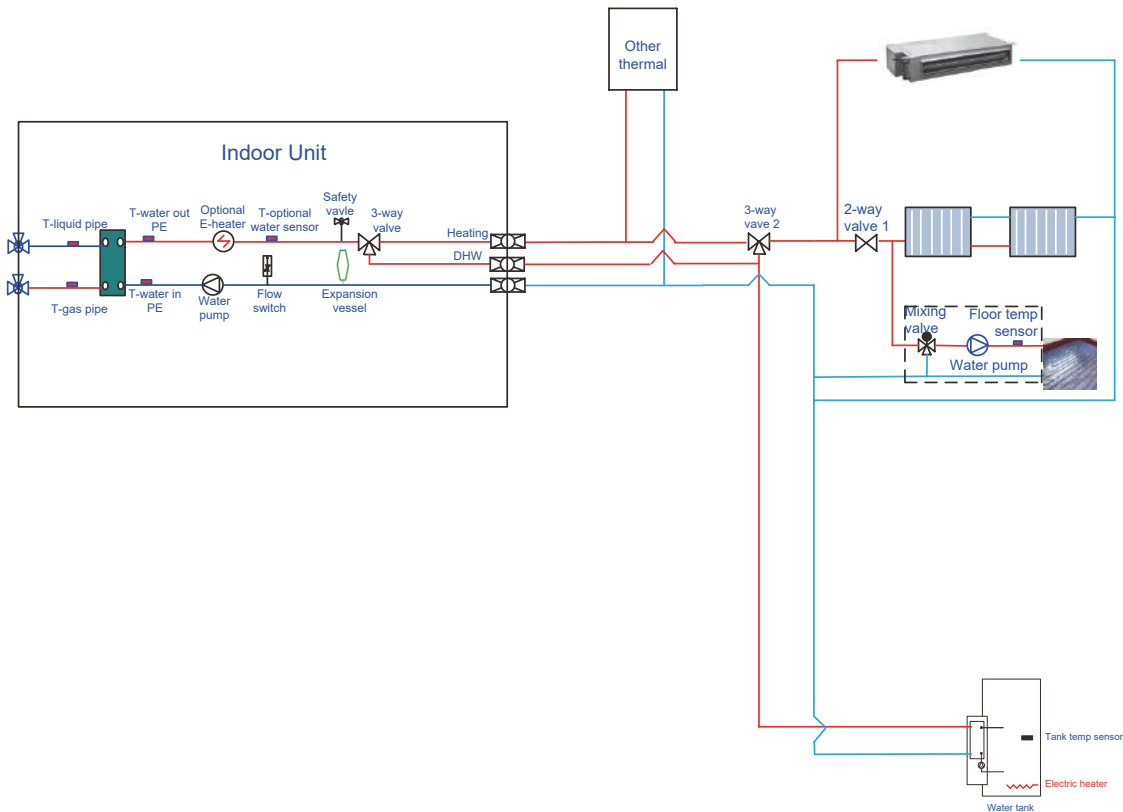 Other
thermal
Indoor Unit
T-liquid pipe
T-water out
PE
Optional
E-heater
T-optional
water sensor
Safety
vavle
3-way
valve
Heating
DHW
T-gas pipe
T-water in
PE
Water
pump
Flow
switch
Expansion
vessel
3-way
vave 2
2-way
valve 1
Mixing
valve
Floor temp
sensor
Water pump
Tank temp sensor
Electric heater
Water tank